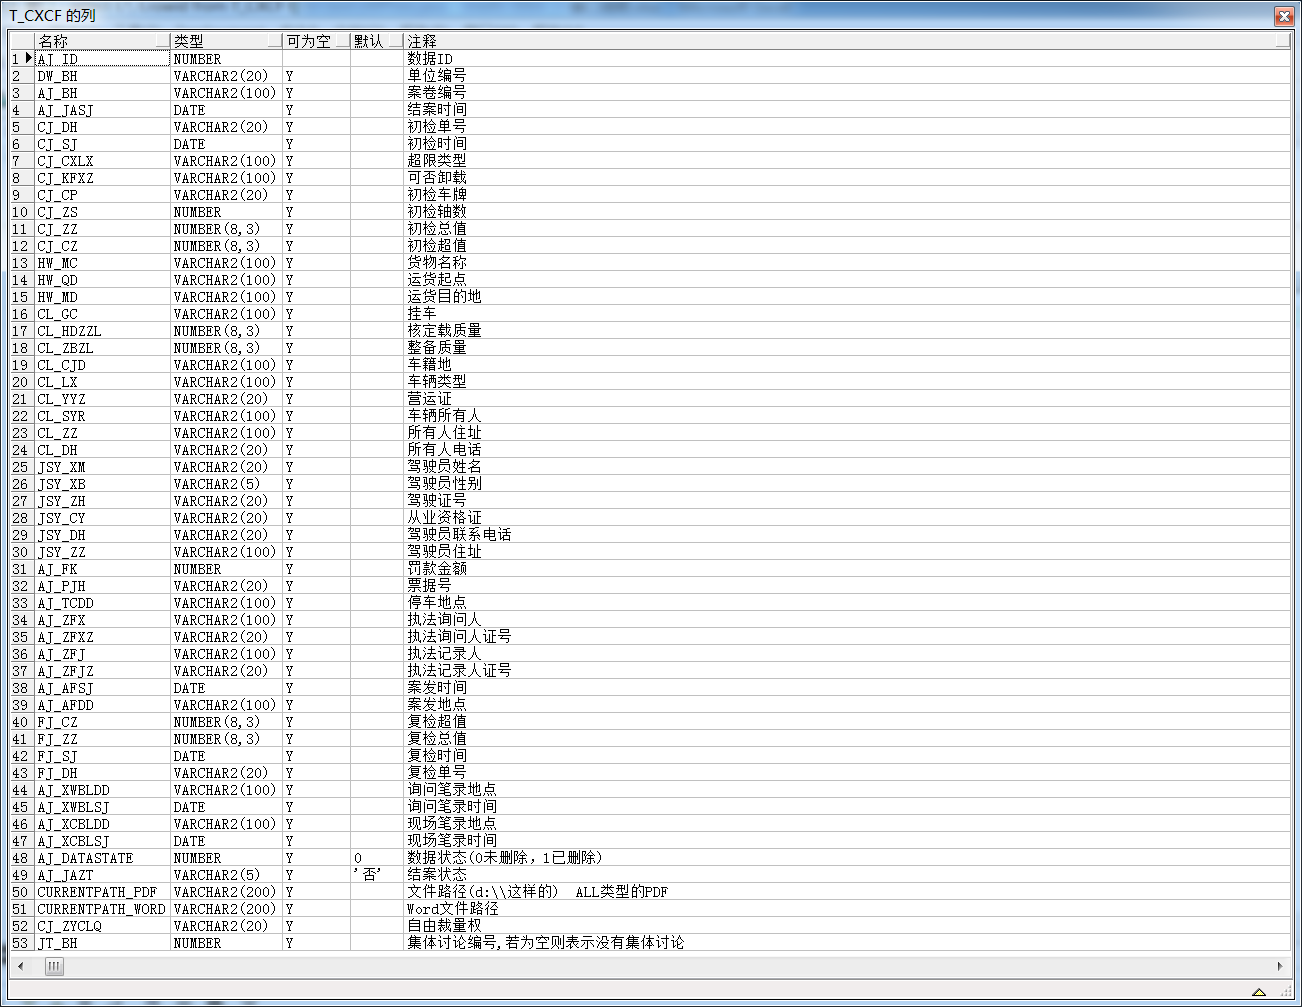 T_CXCF 的列
名称 类型 可为空 默认 注释
1 AJ_ID NUMBER 数据ID
2 DW_BH VARCHAR2(20) Y 单位编号
3 AJ_BH VARCHAR2(100) Y 案卷编号
4 AJ_JASJ DATE Y 结案时间
5 CJ_DH VARCHAR2(20) Y 初检单号
6 CJ_SJ DATE Y 初检时间
7 CJ_CXLX VARCHAR2(100) Y 超限类型
8 CJ_KFXZ VARCHAR2(100) Y 可否卸载
9 CJ_CP VARCHAR2(20) Y 初检车牌
10 CJ_ZS NUMBER Y 初检轴数
11 CJ_ZZ NUMBER(8,3) Y 初检总值
12 CJ_CZ NUMBER(8,3) Y 初检超值
13 HW_MC VARCHAR2(100) Y 货物名称
14 HW_QD VARCHAR2(100) Y 运货起点
15 HW_MD VARCHAR2(100) Y 运货目的地
16 CL_GC VARCHAR2(100) Y 挂车
17 CL_HDZZL NUMBER(8,3) Y 核定载质量
18 CL_ZBZL NUMBER(8,3) Y 整备质量
19 CL_CJD VARCHAR2(100) Y 车籍地
20 CL_LX VARCHAR2(100) Y 车辆类型
21 CL_YYZ VARCHAR2(20) Y 营运证
22 CL_SYR VARCHAR2(100) Y 车辆所有人
23 CL_ZZ VARCHAR2(100) Y 所有人住址
24 CL_DH VARCHAR2(20) Y 所有人电话
25 JSY_XM VARCHAR2(20) Y 驾驶员姓名
26 JSY_XB VARCHAR2(5) Y 驾驶员性别
27 JSY_ZH VARCHAR2(20) Y 驾驶证号
28 JSY_CY VARCHAR2(20) Y 从业资格证
29 JSY_DH VARCHAR2(20) Y 驾驶员联系电话
30 JSY_ZZ VARCHAR2(100) Y 驾驶员住址
31 AJ_FK NUMBER Y 罚款金额
32 AJ_PJH VARCHAR2(20) Y 票据号
33 AJ_TCDD VARCHAR2(100) Y 停车地点
34 AJ_ZFX VARCHAR2(100) Y 执法询问人
35 AJ_ZFXZ VARCHAR2(20) Y 执法询问人证号
36 AJ_ZFJ VARCHAR2(100) Y 执法记录人
37 AJ_ZFJZ VARCHAR2(20) Y 执法记录人证号
38 AJ_AFSJ DATE Y 案发时间
39 AJ_AFDD VARCHAR2(100) Y 案发地点
40 FJ_CZ NUMBER(8,3) Y 复检超值
41 FJ_ZZ NUMBER(8,3) Y 复检总值
42 FJ_SJ DATE Y 复检时间
43 FJ_DH VARCHAR2(20) Y 复检单号
44 AJ_XWBLDD VARCHAR2(100) Y 询问笔录地点
45 AJ_XWBLSJ DATE Y 询问笔录时间
46 AJ_XCBLDD VARCHAR2(100) Y 现场笔录地点
47 AJ_XCBLSJ DATE Y 现场笔录时间
48 AJ_DATASTATE NUMBER Y 0 数据状态(0未删除，1已删除)
49 AJ_JAZT VARCHAR2(5) Y '否' 结案状态
50 CURRENTPATH_PDF VARCHAR2(200) Y 文件路径(d:\\这样的) ALL类型的PDF
51 CURRENTPATH_WORD VARCHAR2(200) Y Word文件路径
52 CJ_ZYCLQ VARCHAR2(20) Y 自由裁量权
53 JT_BH NUMBER Y 集体讨论编号,若为空则表示没有集体讨论